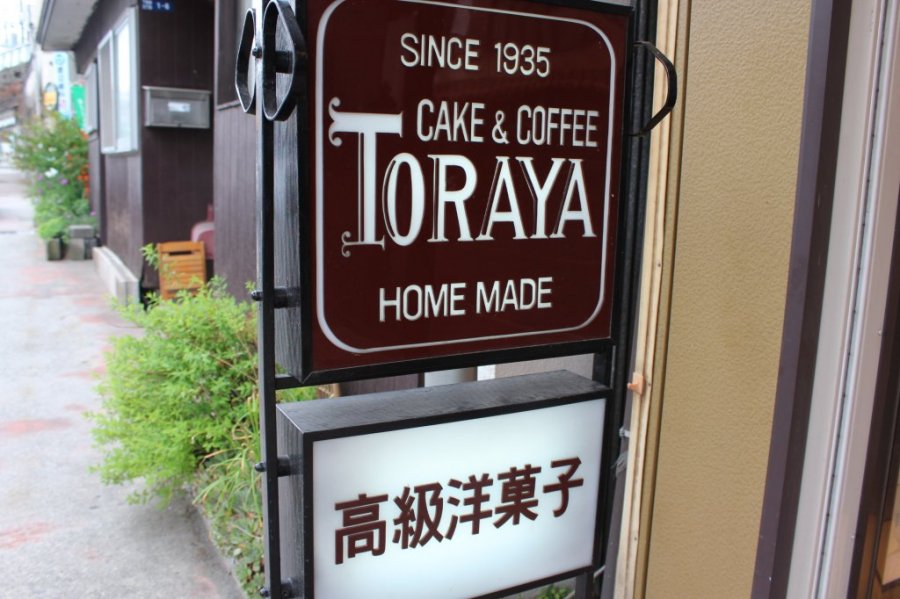 SINCE 1935
CAKE & COFFEE
TORAYA
HOME MADE
高級洋菓子